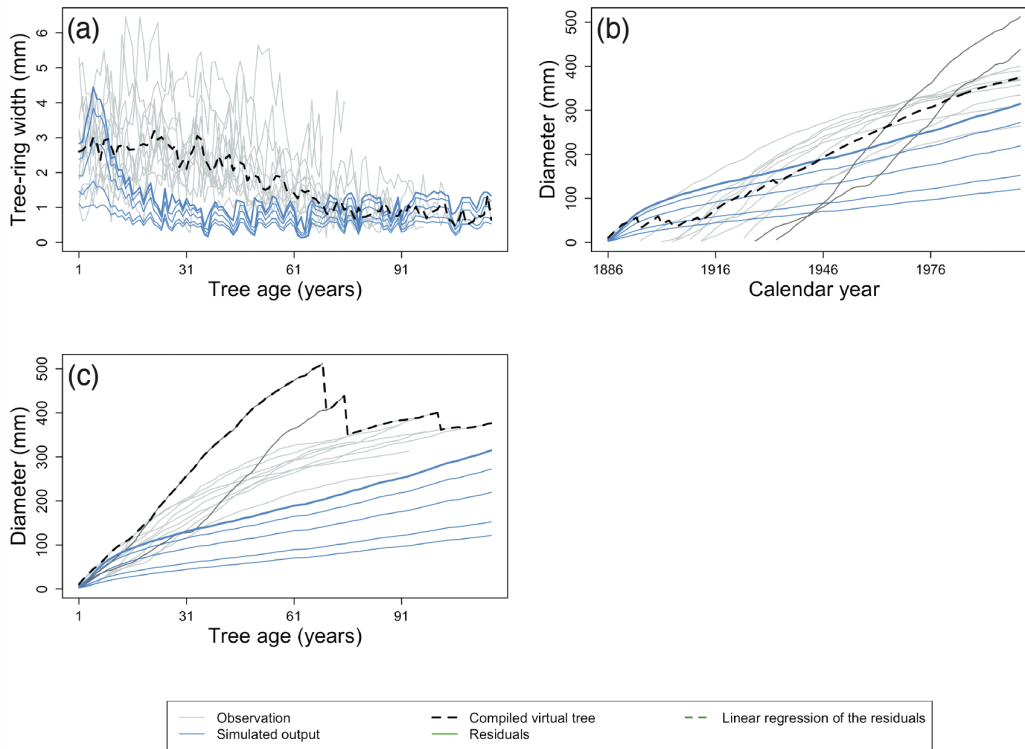 (a)
Tree-ring width (mm)
6
5
4
3
2
1
0
1 31 61 91
Tree age (years)
(b)
Diameter (mm)
500
400
300
200
100
0
1886 1916 1946 1976
Calendar year
(c)
Diameter (mm)
500
400
300
200
100
0
1 31 61 91
Tree age (years)
Observation
Simulated output
Compiled virtual tree
Residuals
Linear regression of the residuals